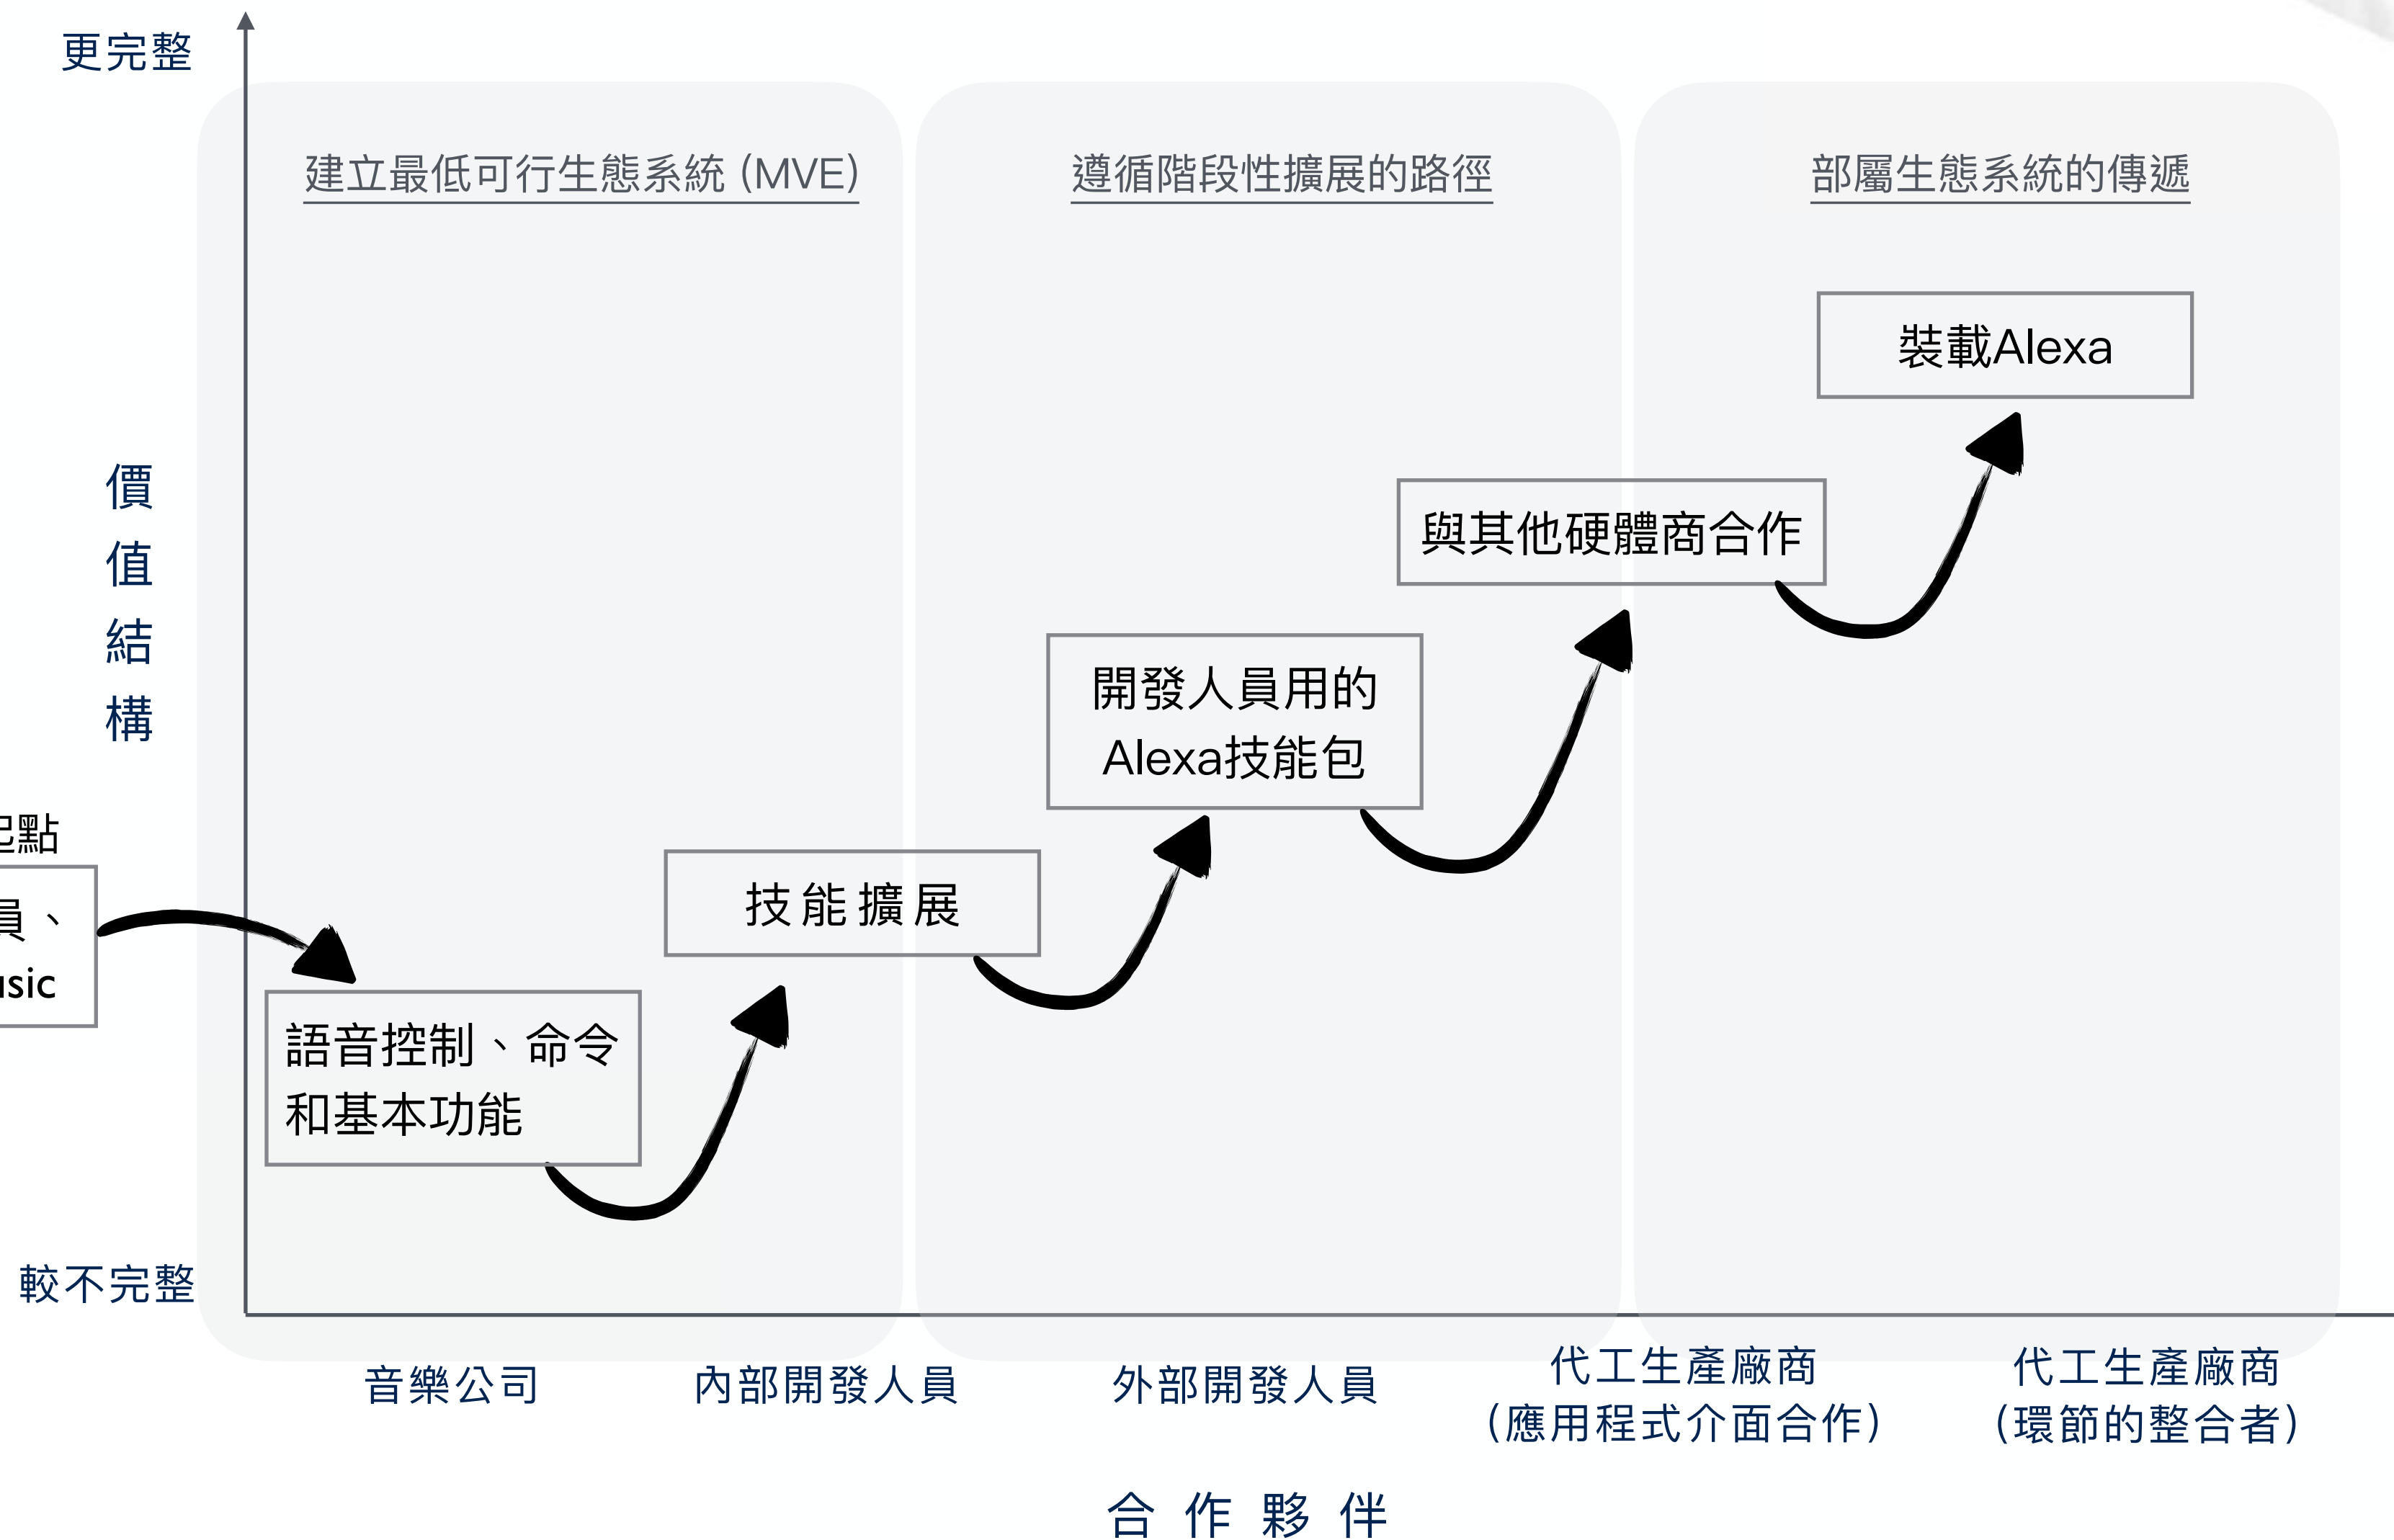 更完整
建立最低可行生態系統 (MVE)
遵循階段性擴展的路徑
部屬生態系統的傳遞
裝載Alexa
價
值
結
構
與其他硬體商合作
開發人員用的
Alexa技能包
起點
技能擴展
員、
usic
語音控制、命令
和基本功能
較不完整
音樂公司
內部開發人員
外部開發人員
代工生產廠商
(應用程式介面合作)
代工生產廠商
(環節的整合者)
合作夥伴